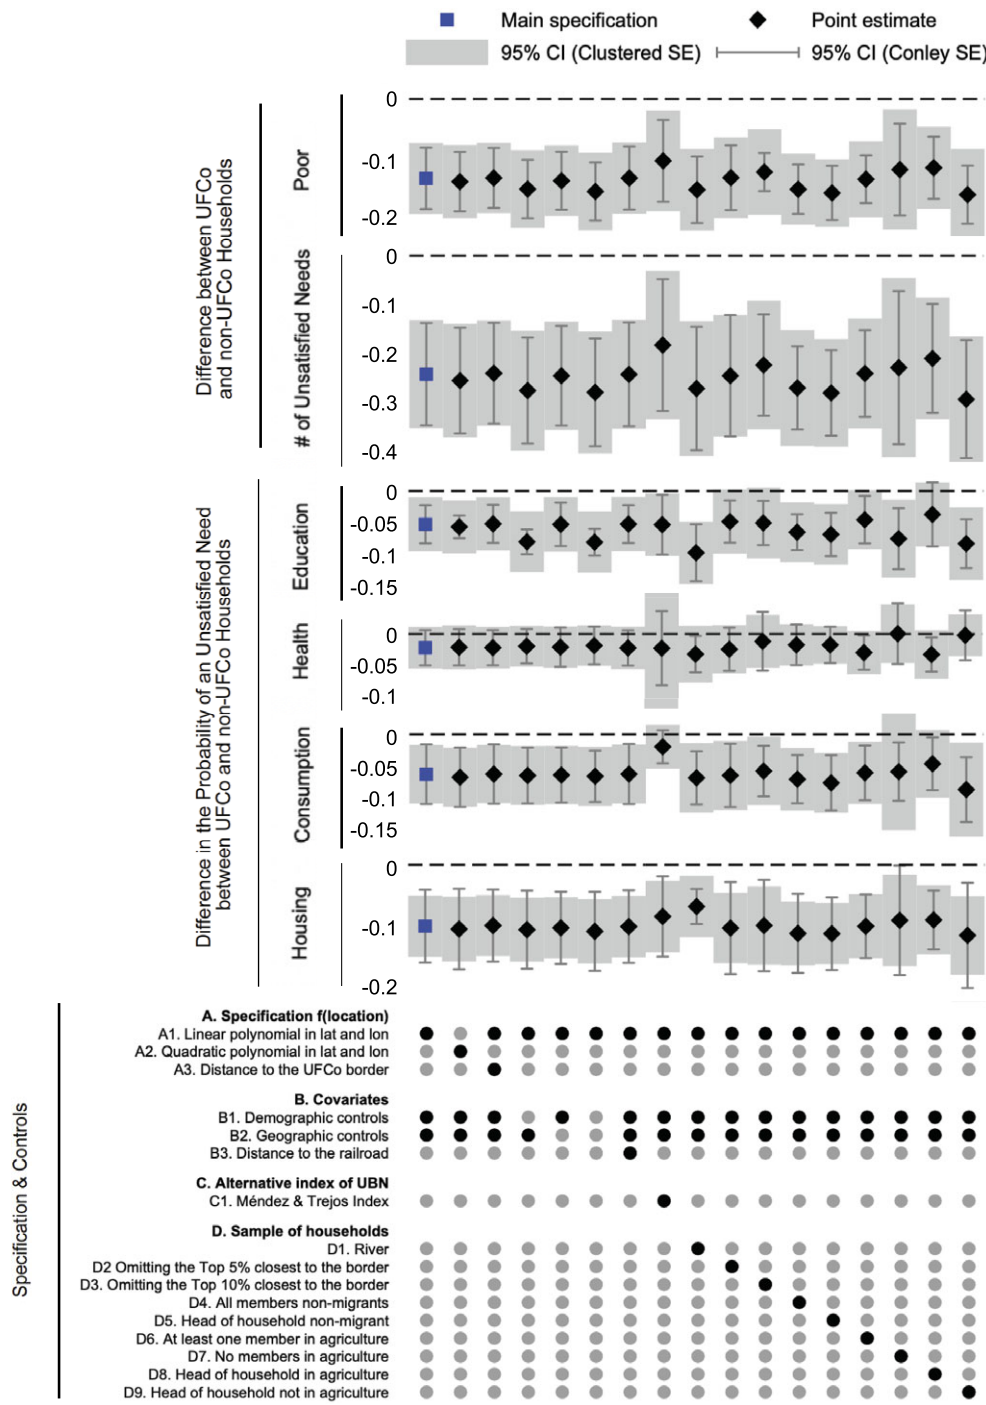 Main specification
Point estimate
95% CI (Clustered SE)
95% CI (Conley SE)
Difference between UFCo
and non-UFCo Households
Poor
0
-0.1
-0.2
# of Unsatisfied Needs
0
-0.1
-0.2
-0.3
-0.4
Difference in the Probability of an Unsatisfied Need
between UFCo and non-UFCo Households
Education
0
-0.05
-0.1
-0.15
Health
0
-0.05
-0.1
Consumption
0
-0.05
-0.1
-0.15
Housing
0
-0.1
-0.2
Specification & Controls
A. Specification f(location)
A1. Linear polynomial in lat and lon
A2. Quadratic polynomial in lat and lon
A3. Distance to the UFCo border
B. Covariates
B1. Demographic controls
B2. Geographic controls
B3. Distance to the railroad
C. Alternative index of UBN
C1. Méndez & Trejos Index
D. Sample of households
D1. River
D2 Omitting the Top 5% closest to the border
D3. Omitting the Top 10% closest to the border
D4. All members non-migrants
D5. Head of household non-migrant
D6. At least one member in agriculture
D7. No members in agriculture
D8. Head of household in agriculture
D9. Head of household not in agriculture